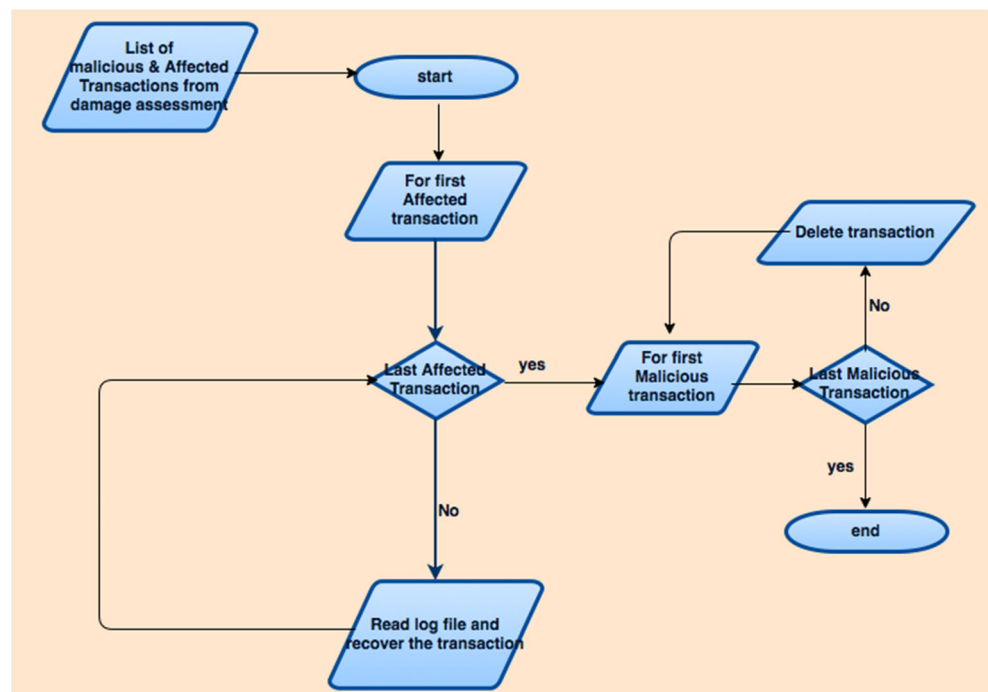 List of
malicious & Affected
Transactions from
damage assessment
start
For first
Affected
transaction
Delete transaction
No
Last Affected
Transaction
yes
For first
Malicious
transaction
Last Malicious
Transaction
yes
No
end
Read log file and
recover the transaction